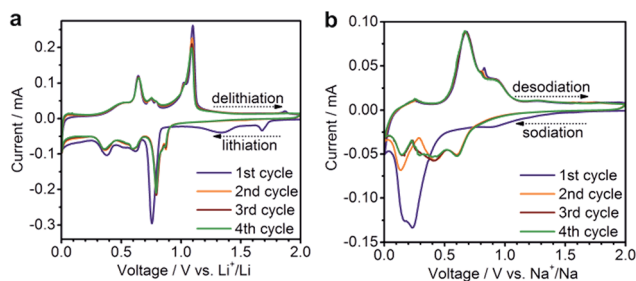 a
0.2
0.1
0.0
-0.1
-0.2
-0.3
Current / mA
delithiation
lithiation
1st cycle
2nd cycle
3rd cycle
4th cycle
0.0 0.5 1.0 1.5 2.0
Voltage / V vs. Li⁺/Li
b
0.10
0.05
0.00
-0.05
-0.10
-0.15
Current / mA
desodiation
sodiation
1st cycle
2nd cycle
3rd cycle
4th cycle
0.0 0.5 1.0 1.5 2.0
Voltage / V vs. Na⁺/Na